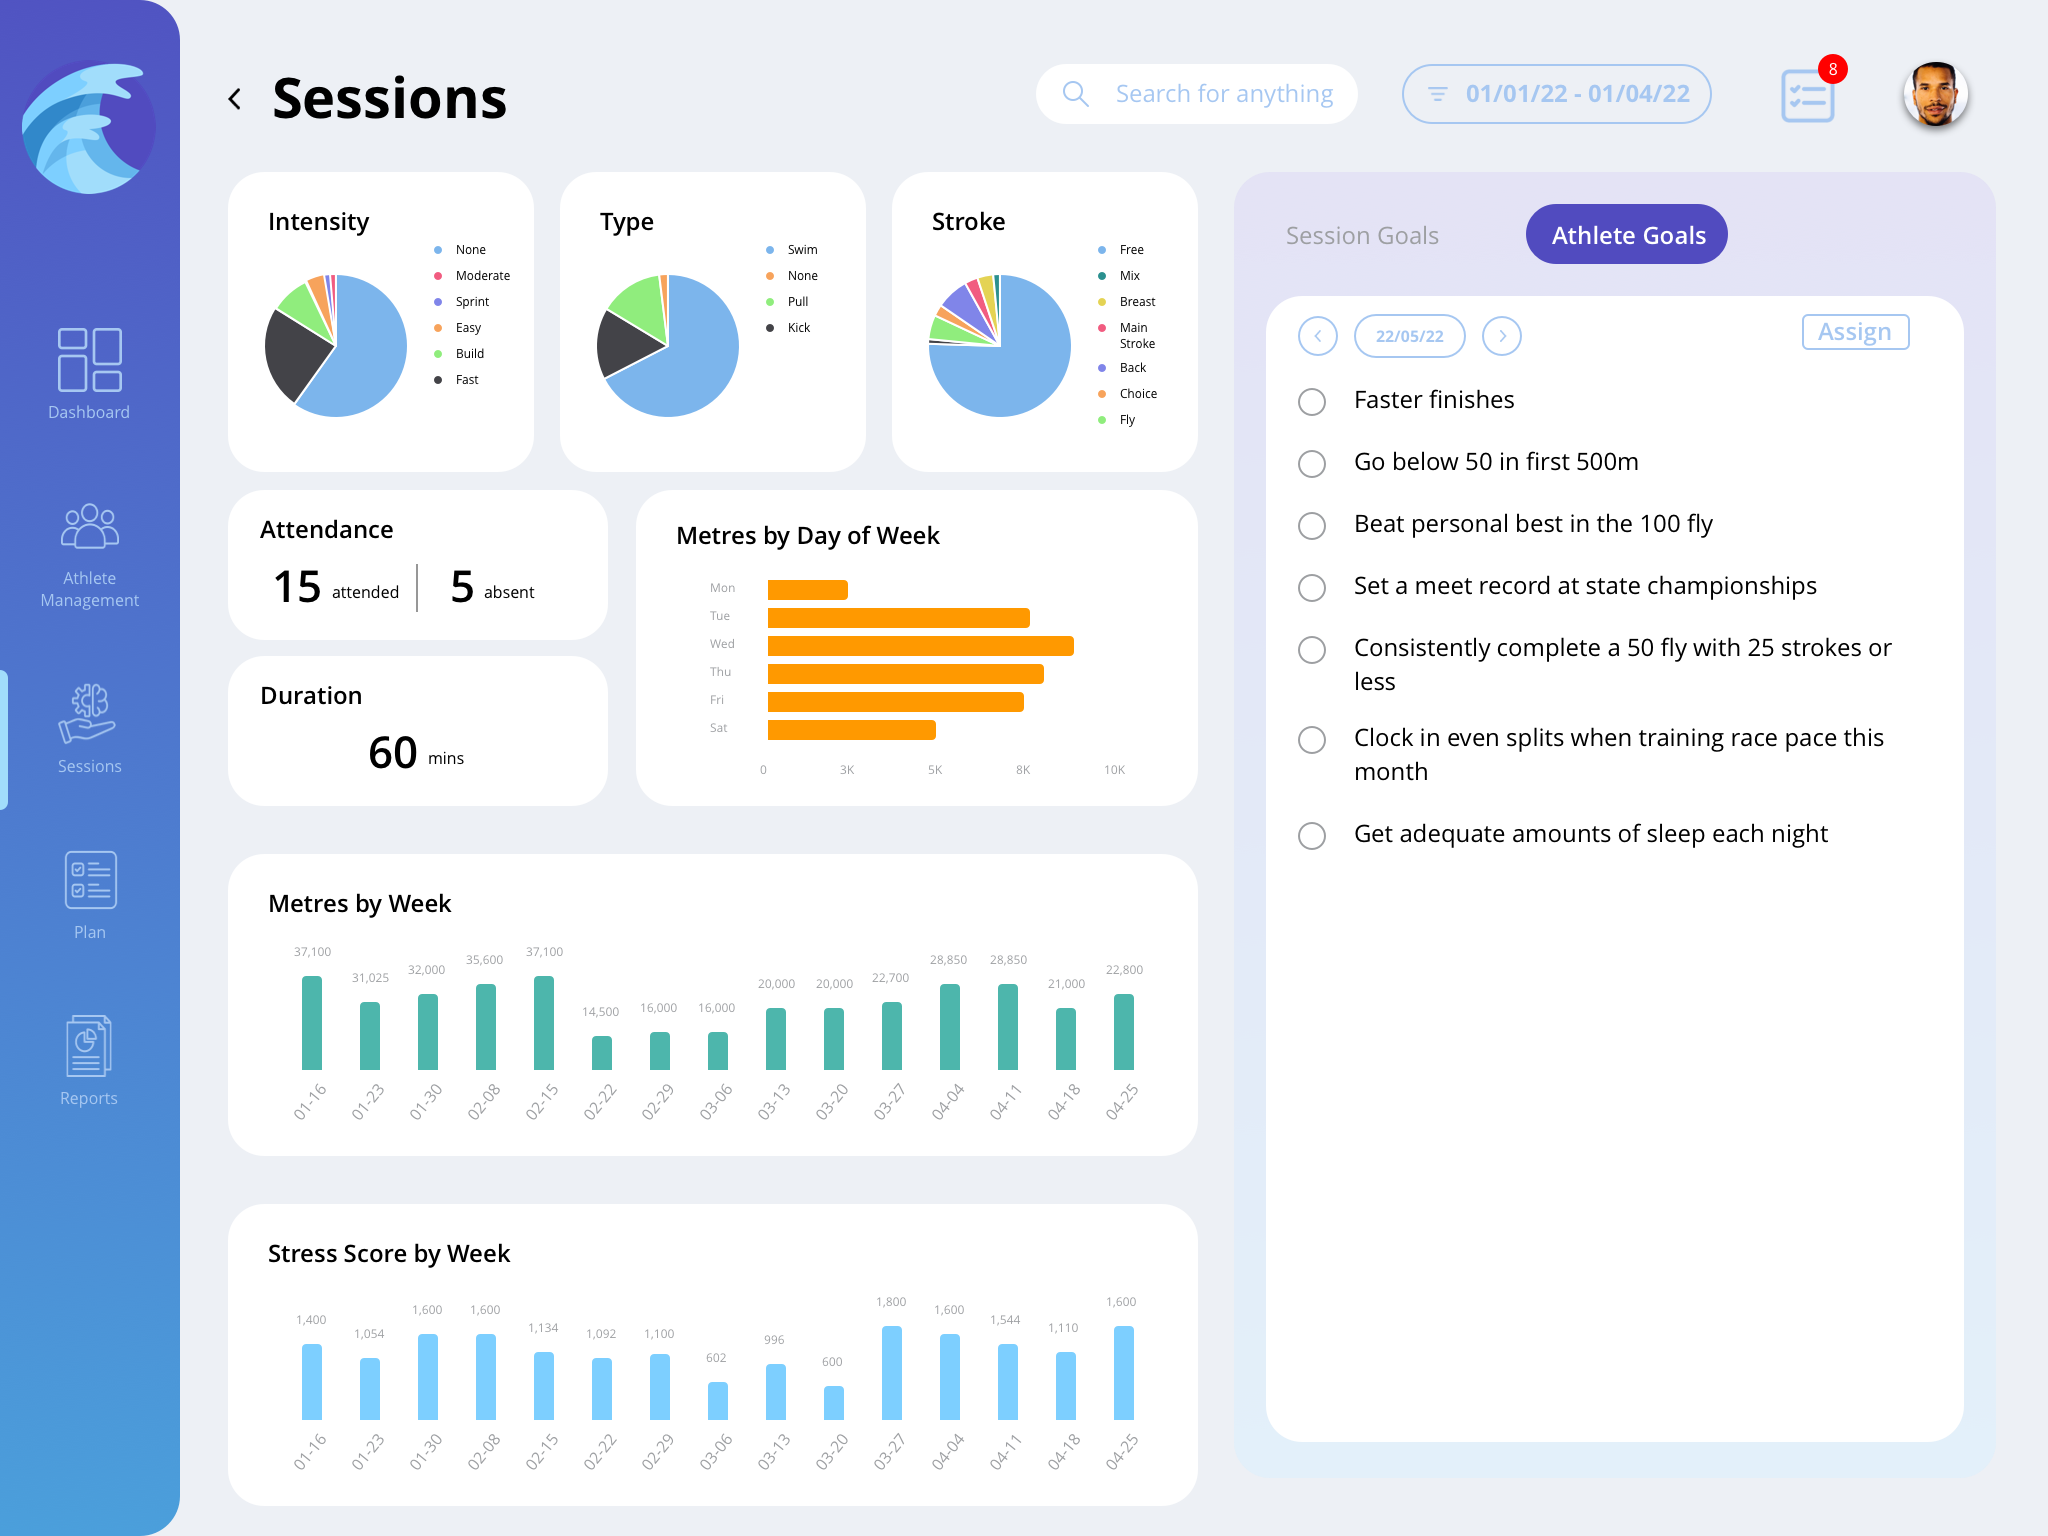 Sessions
Search for anything
01/01/22 - 01/04/22
8
Dashboard
Athlete
Management
Sessions
Plan
Reports
Intensity
None
Moderate
Sprint
Easy
Build
Fast
Type
Swim
None
Pull
Kick
Stroke
Free
Mix
Breast
Main
Stroke
Back
Choice
Fly
Attendance
15 attended
5 absent
Duration
60 mins
Metres by Day of Week
Mon
Tue
Wed
Thu
Fri
Sat
0 3K 5K 8K 10K
Metres by Week
37,100 31,025 32,000 35,600 37,100 14,500 16,000 16,000 20,000 20,000 22,700 28,850 28,850 21,000 22,800
01-16 01-23 01-30 02-08 02-15 02-22 02-29 03-06 03-13 03-20 03-27 04-04 04-11 04-18 04-25
Stress Score by Week
1,400 1,054 1,600 1,600 1,134 1,092 1,100 602 996 600 1,800 1,600 1,544 1,110 1,600
01-16 01-23 01-30 02-08 02-15 02-22 02-29 03-06 03-13 03-20 03-27 04-04 04-11 04-18 04-25
Session Goals
Athlete Goals
22/05/22
Assign
Faster finishes
Go below 50 in first 500m
Beat personal best in the 100 fly
Set a meet record at state championships
Consistently complete a 50 fly with 25 strokes or
less
Clock in even splits when training race pace this
month
Get adequate amounts of sleep each night